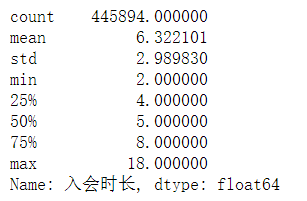 count    445894.000000
mean          6.322101
std           2.989830
min           2.000000
25%           4.000000
50%           5.000000
75%           8.000000
max          18.000000
Name: 入会时长, dtype: float64